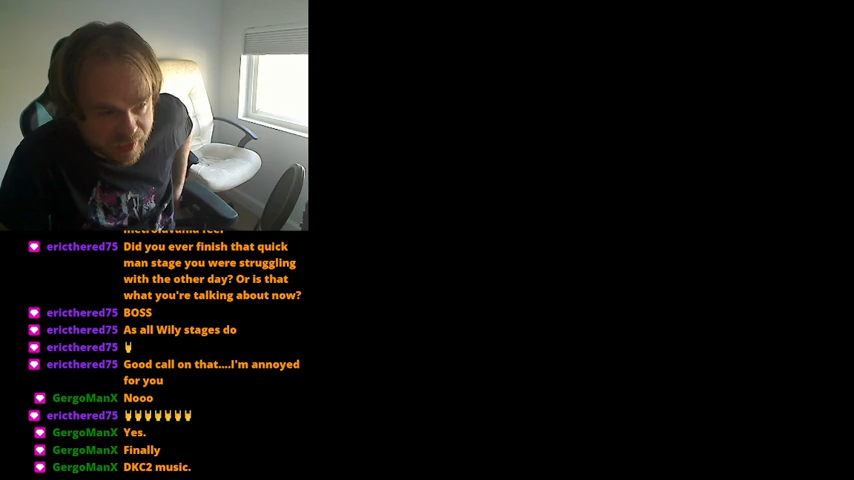 metroidvania feel
ericthered75 Did you ever finish that quick
man stage you were struggling
with the other day? Or is that
what you're talking about now?
ericthered75 BOSS
ericthered75 As all Wily stages do
ericthered75 🤘
ericthered75 Good call on that....I'm annoyed
for you
GergoManX Nooo
ericthered75 🤘🤘🤘🤘🤘🤘🤘
GergoManX Yes.
GergoManX Finally
GergoManX DKC2 music.